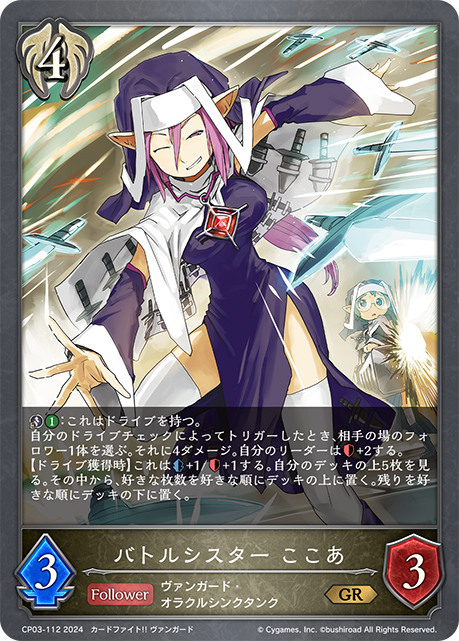 4
1:これはドライブを持つ。
自分のドライブチェックによってトリガーしたとき、相手の場のフォ
ロワー1体を選ぶ。それに4ダメージ。自分のリーダーは+2する。
【ドライブ獲得時】これは+1/+1する。自分のデッキの上5枚を見
る。その中から、好きな枚数を好きな順にデッキの上に置く。残りを好
きな順にデッキの下に置く。
バトルシスター ここあ
3
Follower
ヴァンガード・
オラクルシンクタンク
GR
3
CP03-112 2024 カードファイト!! ヴァンガード
© Cygames, Inc. ©bushiroad All Rights Reserved.